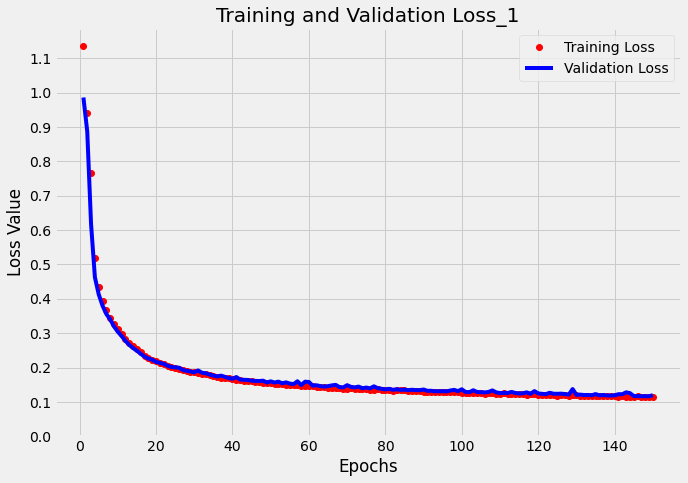 Training and Validation Loss_1
Training Loss
Validation Loss
1.1
1.0
0.9
0.8
0.7
0.6
0.5
0.4
0.3
0.2
0.1
0.0
Loss Value
0 20 40 60 80 100 120 140
Epochs